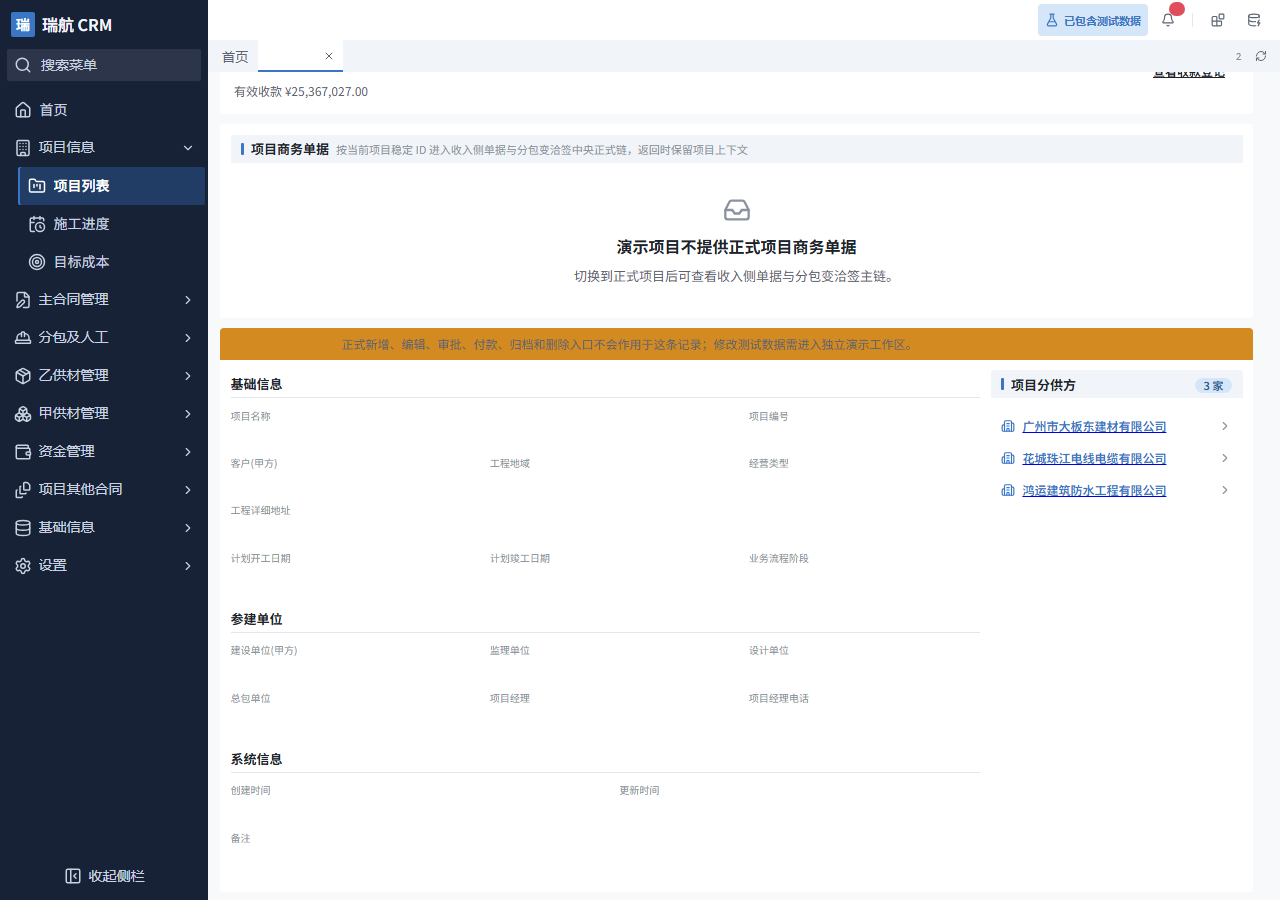 瑞 瑞航 CRM
搜索菜单
首页
项目信息
项目列表
施工进度
目标成本
主合同管理
分包及人工
乙供材管理
甲供材管理
资金管理
项目其他合同
基础信息
设置
收起侧栏
已包含测试数据
首页
2
查看收款登记
有效收款 ¥25,367,027.00
项目商务单据 按当前项目稳定 ID 进入收入侧单据与分包变洽签中央正式链，返回时保留项目上下文
演示项目不提供正式项目商务单据
切换到正式项目后可查看收入侧单据与分包变洽签主链。
正式新增、编辑、审批、付款、归档和删除入口不会作用于这条记录；修改测试数据需进入独立演示工作区。
基础信息
项目名称 项目编号
客户(甲方) 工程地域 经营类型
工程详细地址
计划开工日期 计划竣工日期 业务流程阶段
参建单位
建设单位(甲方) 监理单位 设计单位
总包单位 项目经理 项目经理电话
系统信息
创建时间 更新时间
备注
项目分供方 3 家
广州市大板东建材有限公司
花城珠江电线电缆有限公司
鸿运建筑防水工程有限公司